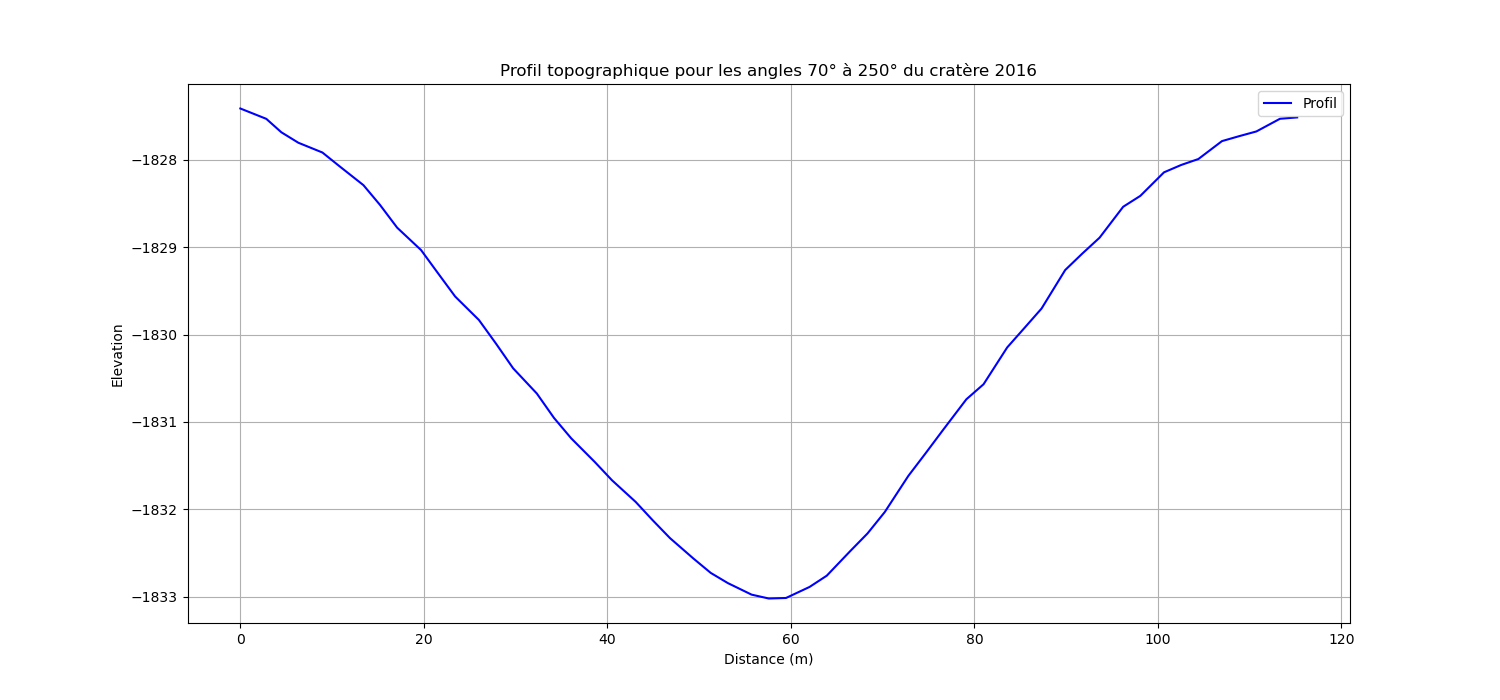 Profil topographique pour les angles 70° à 250° du cratère 2016
Profil
−1828
−1829
−1830
−1831
−1832
−1833
Elevation
0 20 40 60 80 100 120
Distance (m)